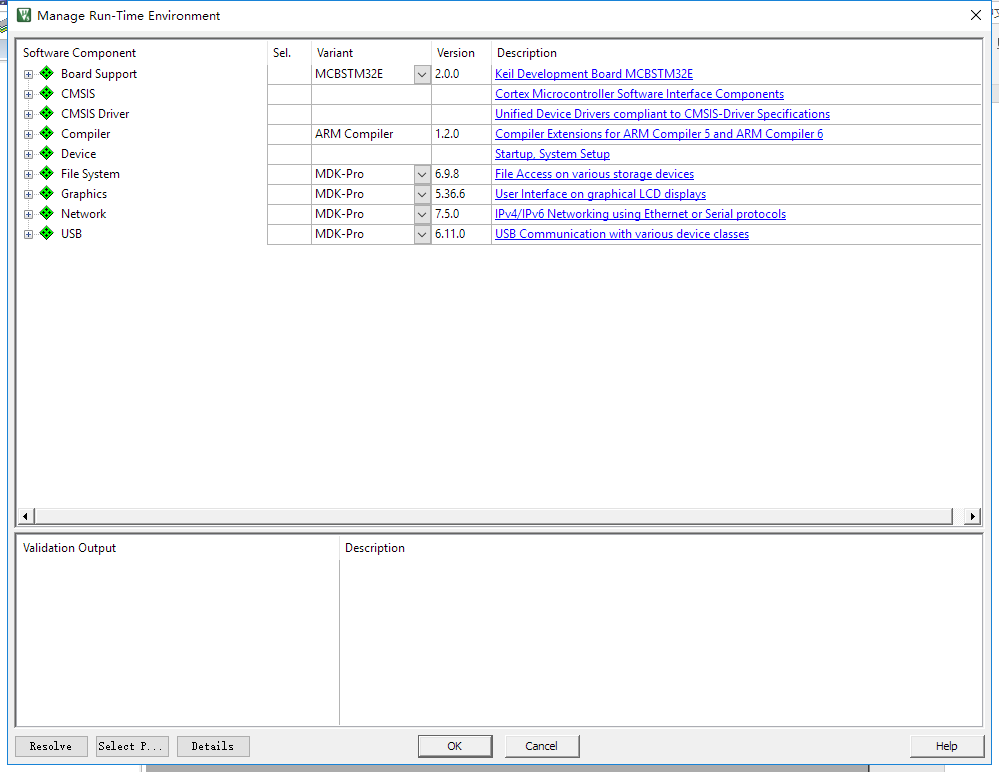 Manage Run-Time Environment
Software Component Sel. Variant Version Description
Board Support MCBSTM32E 2.0.0 Keil Development Board MCBSTM32E
CMSIS Cortex Microcontroller Software Interface Components
CMSIS Driver Unified Device Drivers compliant to CMSIS-Driver Specifications
Compiler ARM Compiler 1.2.0 Compiler Extensions for ARM Compiler 5 and ARM Compiler 6
Device Startup, System Setup
File System MDK-Pro 6.9.8 File Access on various storage devices
Graphics MDK-Pro 5.36.6 User Interface on graphical LCD displays
Network MDK-Pro 7.5.0 IPv4/IPv6 Networking using Ethernet or Serial protocols
USB MDK-Pro 6.11.0 USB Communication with various device classes
Validation Output Description
Resolve Select P... Details OK Cancel Help